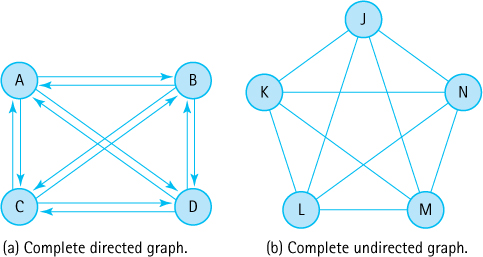 J
A
B
K
N
C
D
L
M
(a) Complete directed graph.
(b) Complete undirected graph.